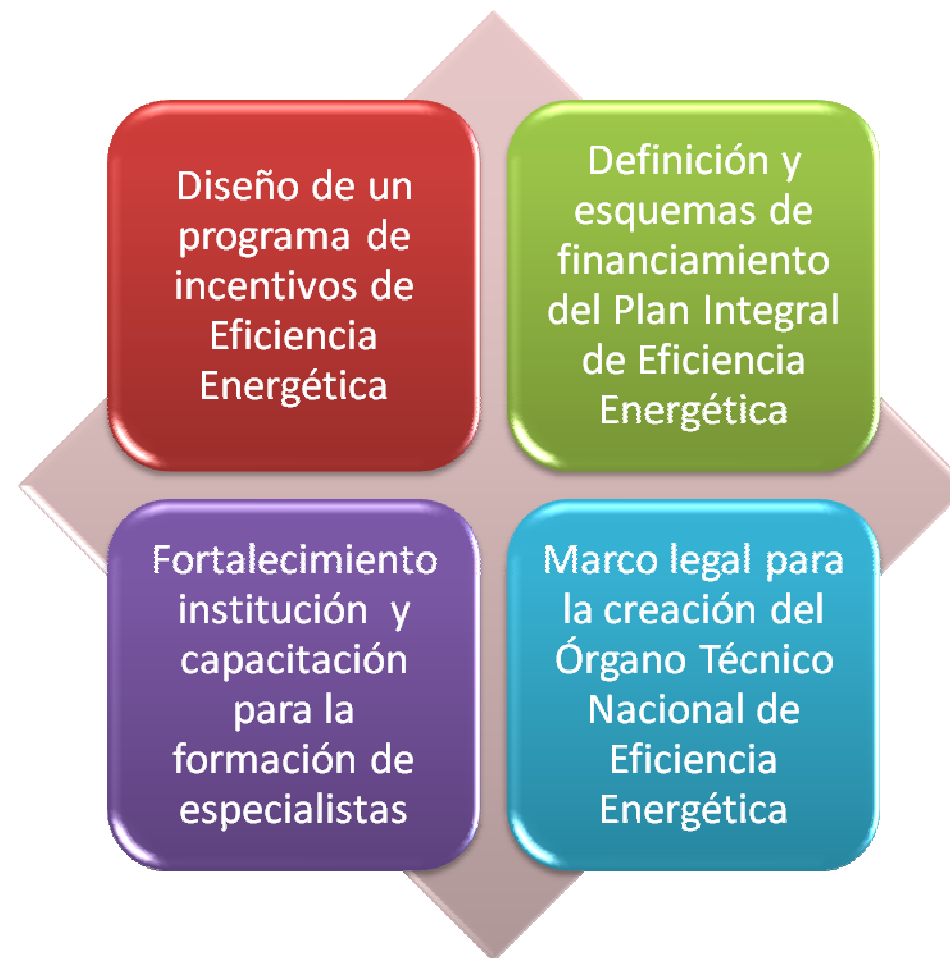 Diseño de un
programa de
incentivos de
Eficiencia
Energética
Definición y
esquemas de
financiamiento
del Plan Integral
de Eficiencia
Energética
Fortalecimiento
institución y
capacitación
para la
formación de
especialistas
Marco legal para
la creación del
Órgano Técnico
Nacional de
Eficiencia
Energética